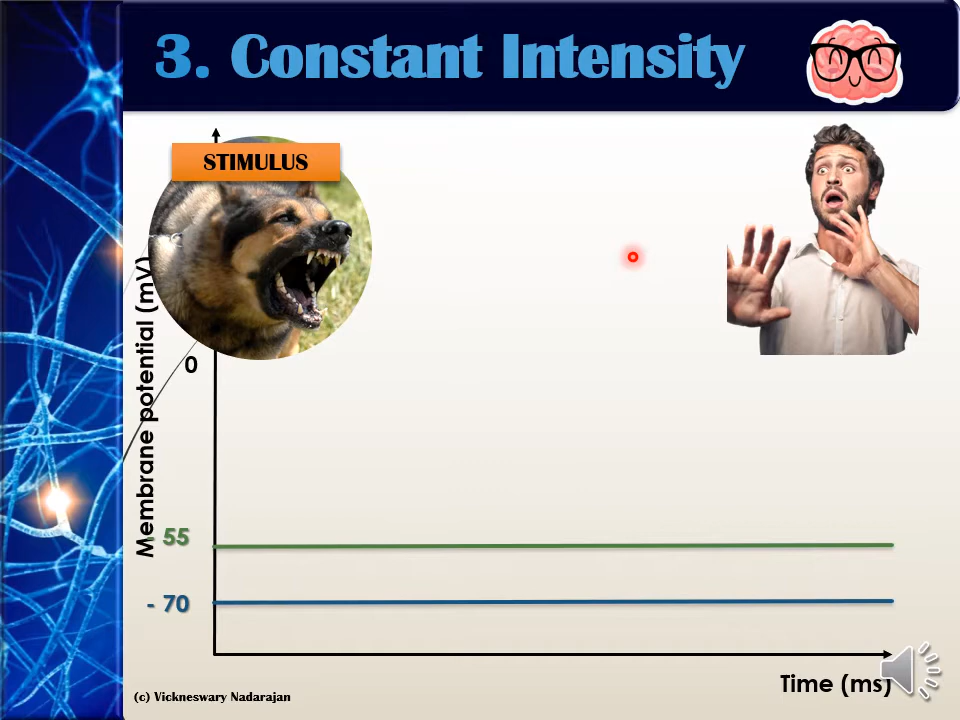 3. Constant Intensity
STIMULUS
Membrane potential (mV)
0
- 55
- 70
Time (ms)
(c) Vickneswary Nadarajan